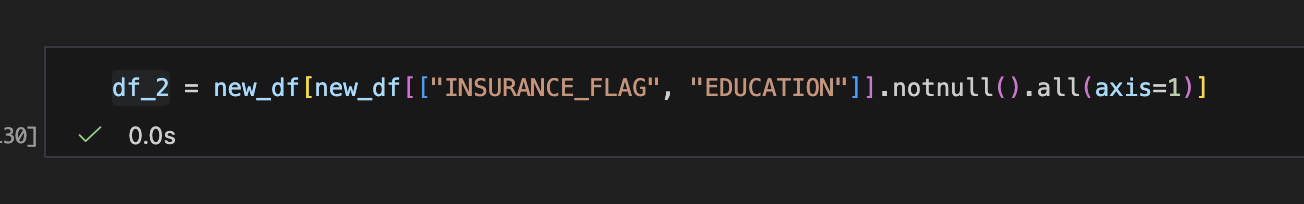 df_2 = new_df[new_df[["INSURANCE_FLAG", "EDUCATION"]].notnull().all(axis=1)]
30] 0.0s